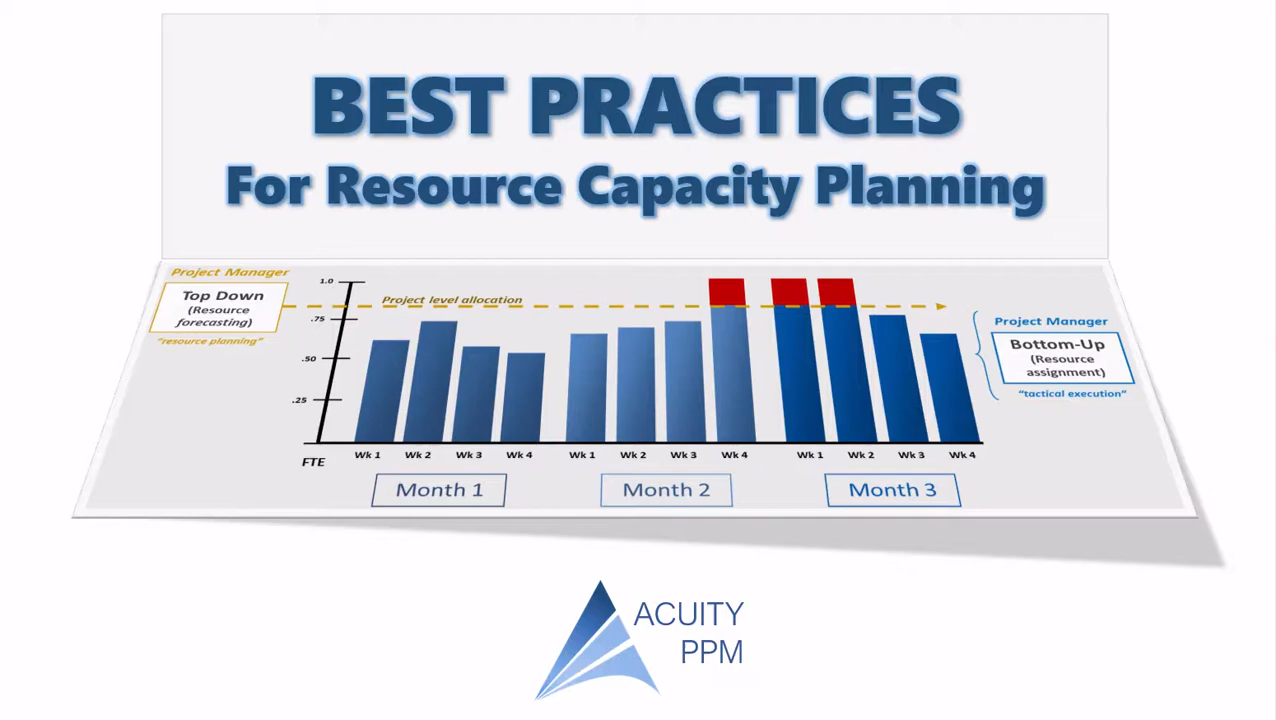 BEST PRACTICES
For Resource Capacity Planning
Project Manager
Top Down
(Resource
forecasting)
"resource planning"
1.0
.75
.50
.25
FTE
Project level allocation
Project Manager
Bottom-Up
(Resource
assignment)
"tactical execution"
Wk 1 Wk 2 Wk 3 Wk 4 Wk 1 Wk 2 Wk 3 Wk 4 Wk 1 Wk 2 Wk 3 Wk 4
Month 1 Month 2 Month 3
ACUITY
PPM